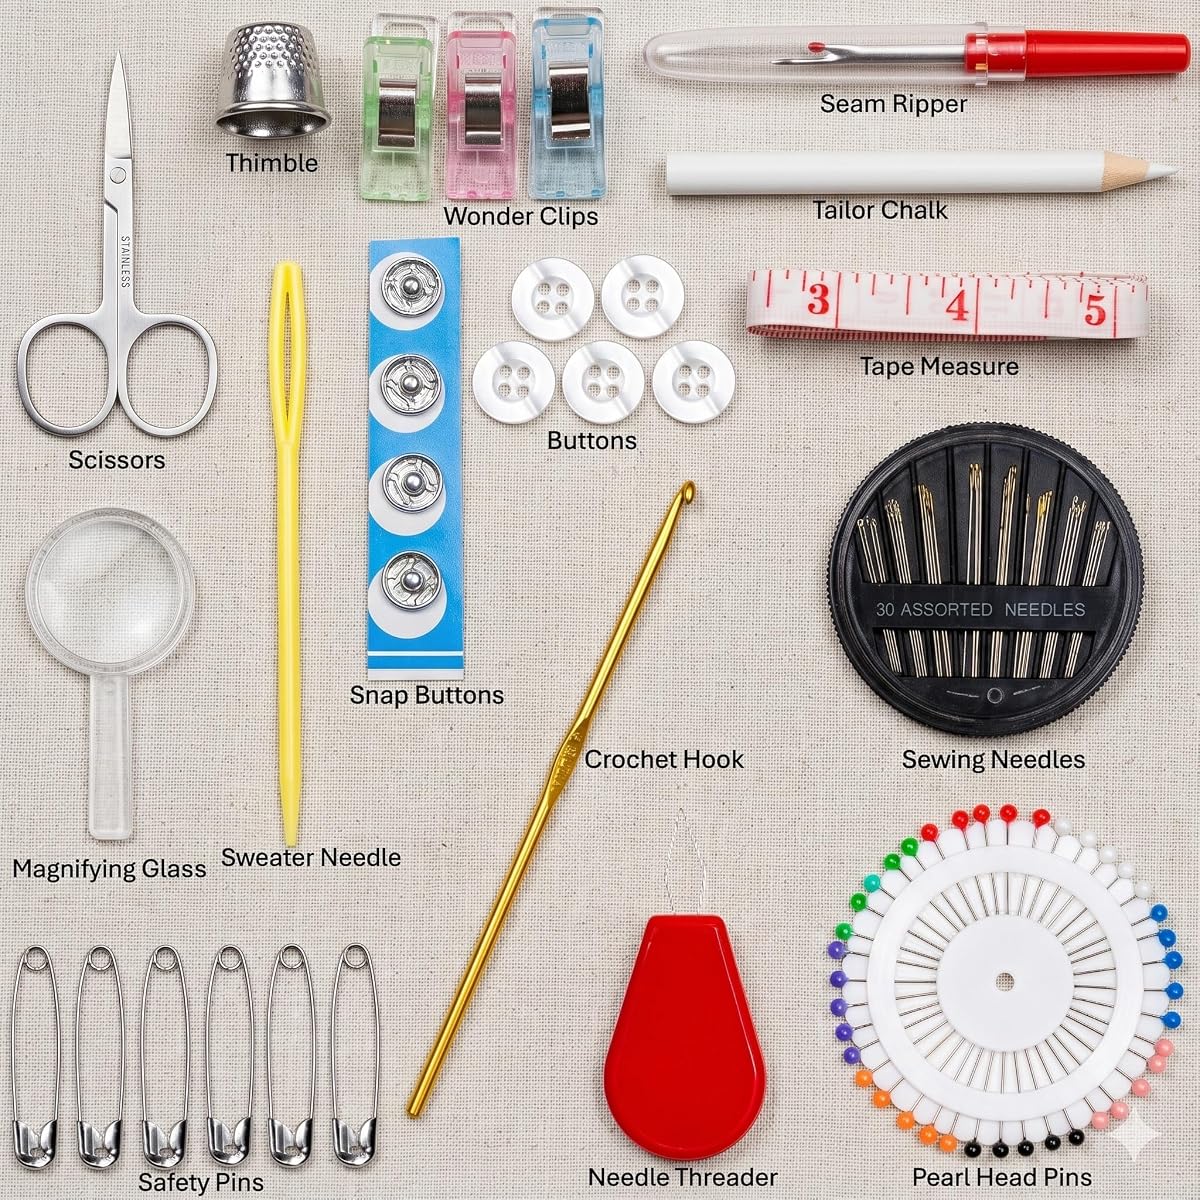 Seam Ripper
Thimble
Wonder Clips
Tailor Chalk
STAINLESS
3 4 5
Tape Measure
Buttons
Scissors
30 ASSORTED NEEDLES
Snap Buttons
Crochet Hook
Sewing Needles
Sweater Needle
Magnifying Glass
Safety Pins
Needle Threader
Pearl Head Pins